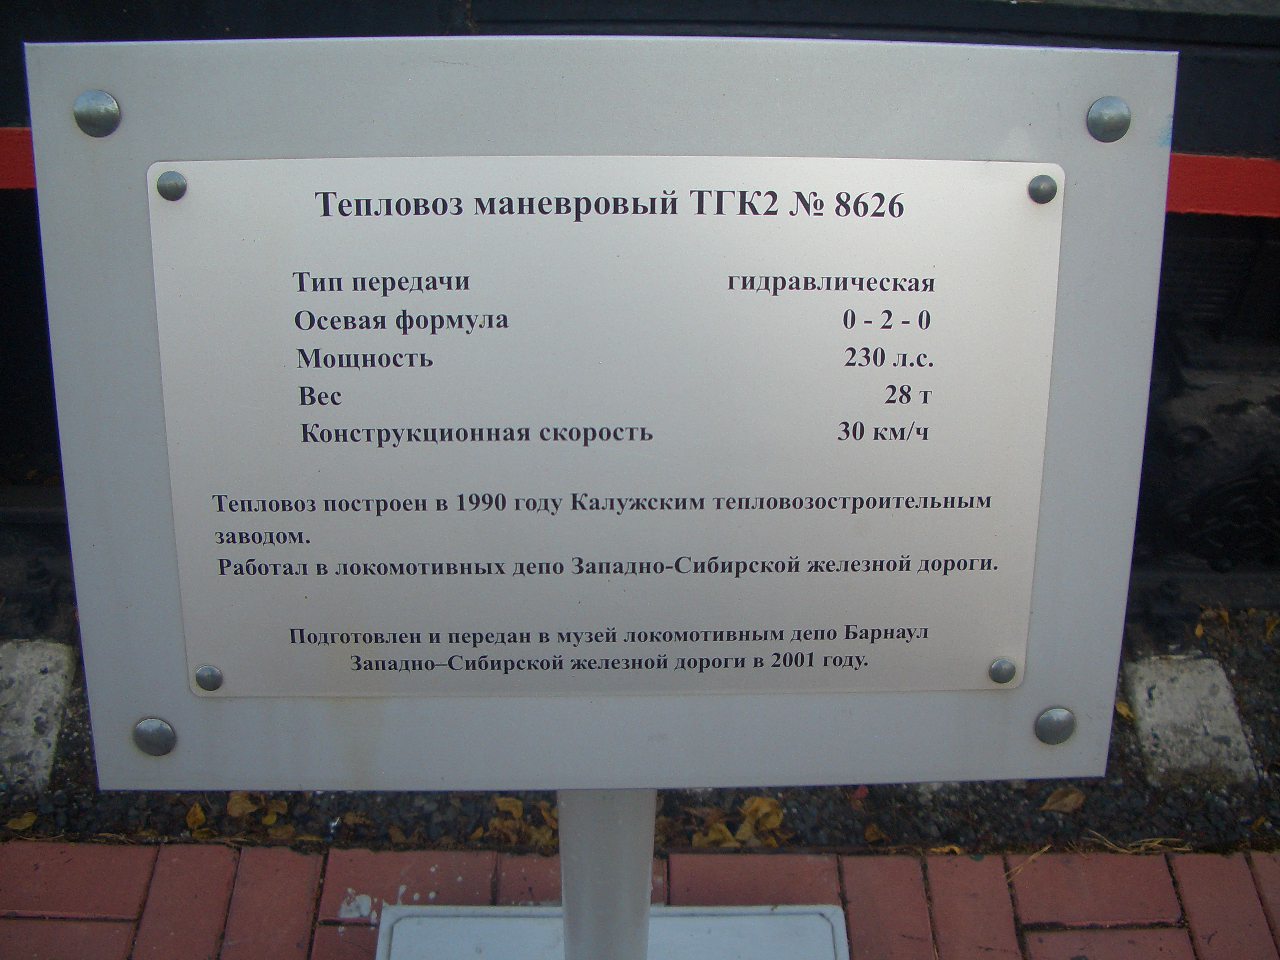 Тепловоз маневровый ТГК2 № 8626
Тип передачи гидравлическая
Осевая формула 0 - 2 - 0
Мощность 230 л.с.
Вес 28 т
Конструкционная скорость 30 км/ч
Тепловоз построен в 1990 году Калужским тепловозостроительным
заводом.
Работал в локомотивных депо Западно-Сибирской железной дороги.
Подготовлен и передан в музей локомотивным депо Барнаул
Западно–Сибирской железной дороги в 2001 году.